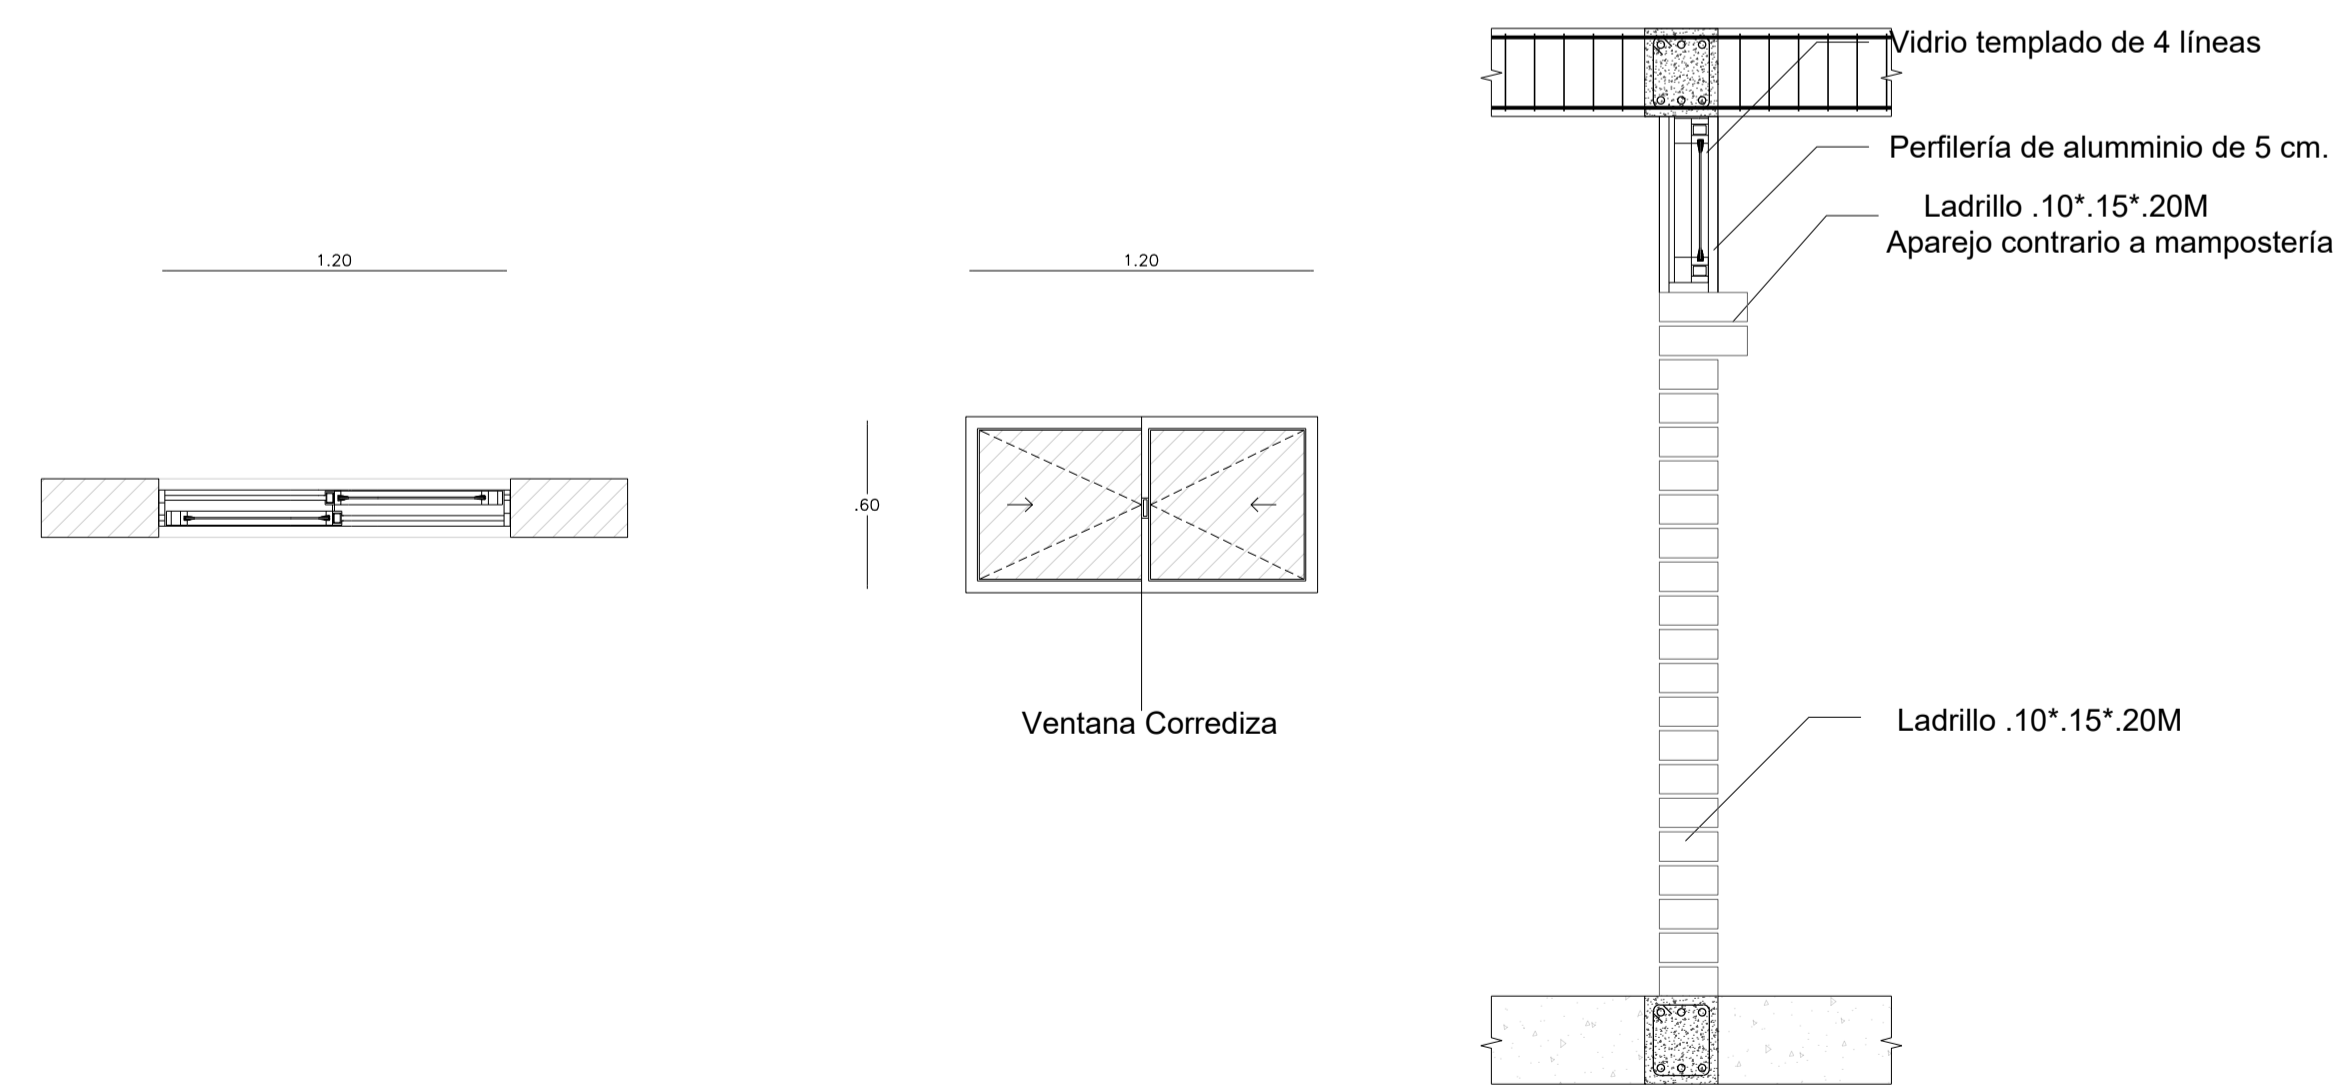 Vidrio templado de 4 líneas
Perfilería de alumminio de 5 cm.
Ladrillo .10*.15*.20M
Aparejo contrario a mampostería
1.20
1.20
.60
Ventana Corrediza
Ladrillo .10*.15*.20M